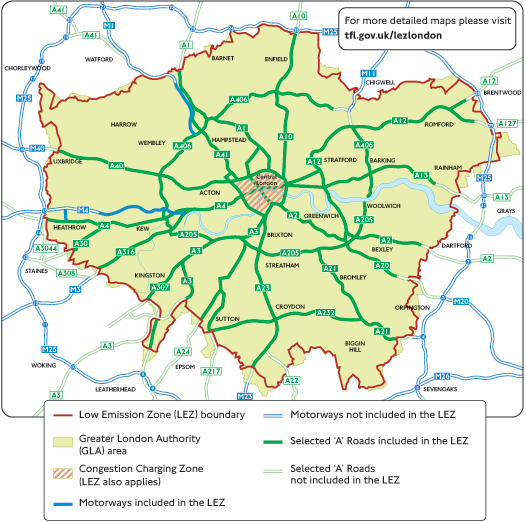 For more detailed maps please visit
tfl.gov.uk/lezlondon
A41
M1
A10
A41
A1
M25
WATFORD
BARNET
ENFIELD
CHORLEYWOOD
M11
CHIGWELL
A12
BRENTWOOD
M25
A406
HARROW
A1
A10
A12
ROMFORD
A127
WEMBLEY
A406
HAMPSTEAD
A406
M40
A41
UXBRIDGE
A40
A12
STRATFORD
BARKING
RAINHAM
Central
London
A13
M25
ACTON
A13
M4
A4
WOOLWICH
GRAYS
HEATHROW
A4
KEW
A2
GREENWICH
A205
A3044
A30
A316
A205
A3
A3
BRIXTON
A2
BEXLEY
DARTFORD
STAINES
A308
A205
A2
STREATHAM
A21
A20
KINGSTON
BROMLEY
M3
A307
A3
A23
M20
CROYDON
ORPINGTON
SUTTON
A232
A21
M25
A3
A24
BIGGIN
HILL
WOKING
EPSOM
A217
A22
M26
LEATHERHEAD
SEVENOAKS
A3
M23
Low Emission Zone (LEZ) boundary
Greater London Authority
(GLA) area
Congestion Charging Zone
(LEZ also applies)
Motorways included in the LEZ
Motorways not included in the LEZ
Selected 'A' Roads included in the LEZ
Selected 'A' Roads
not included in the LEZ